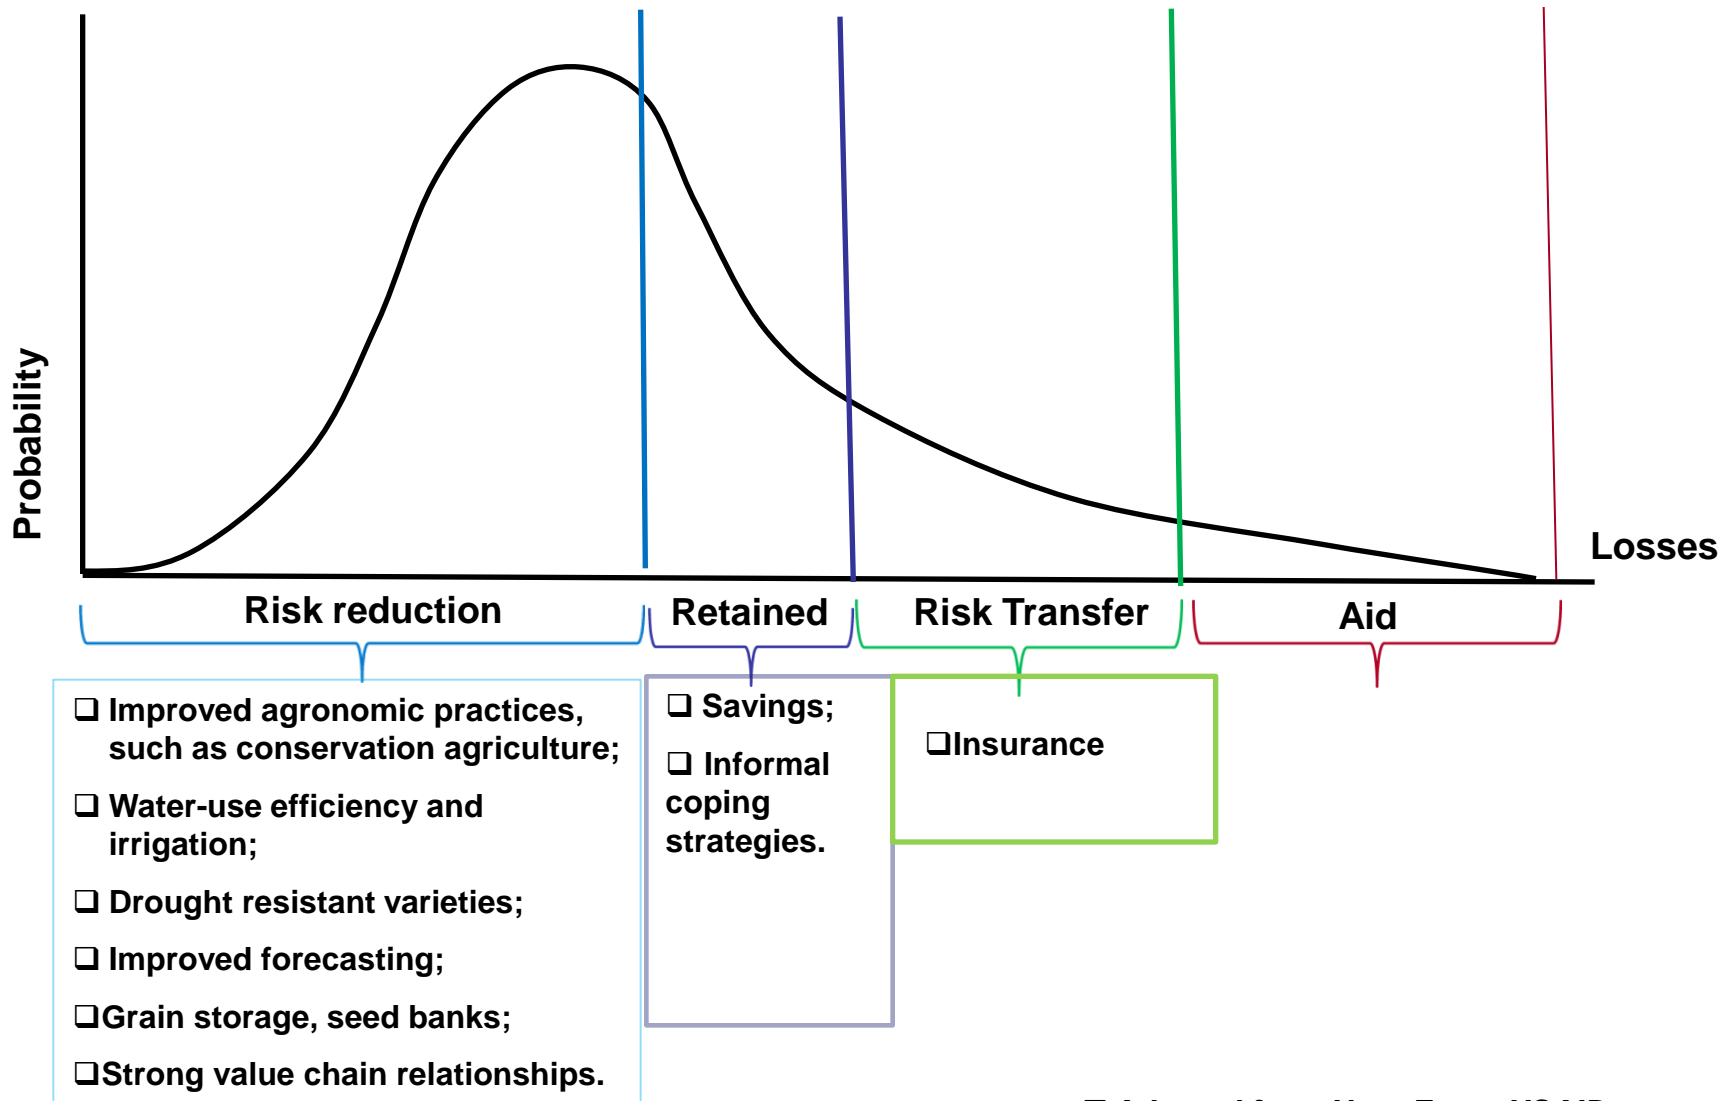 Probability
Losses
Risk reduction
Retained
Risk Transfer
Aid
❑ Improved agronomic practices,
such as conservation agriculture;
❑ Water-use efficiency and
irrigation;
❑ Drought resistant varieties;
❑ Improved forecasting;
❑Grain storage, seed banks;
❑Strong value chain relationships.
❑ Savings;
❑ Informal
coping
strategies.
❑Insurance